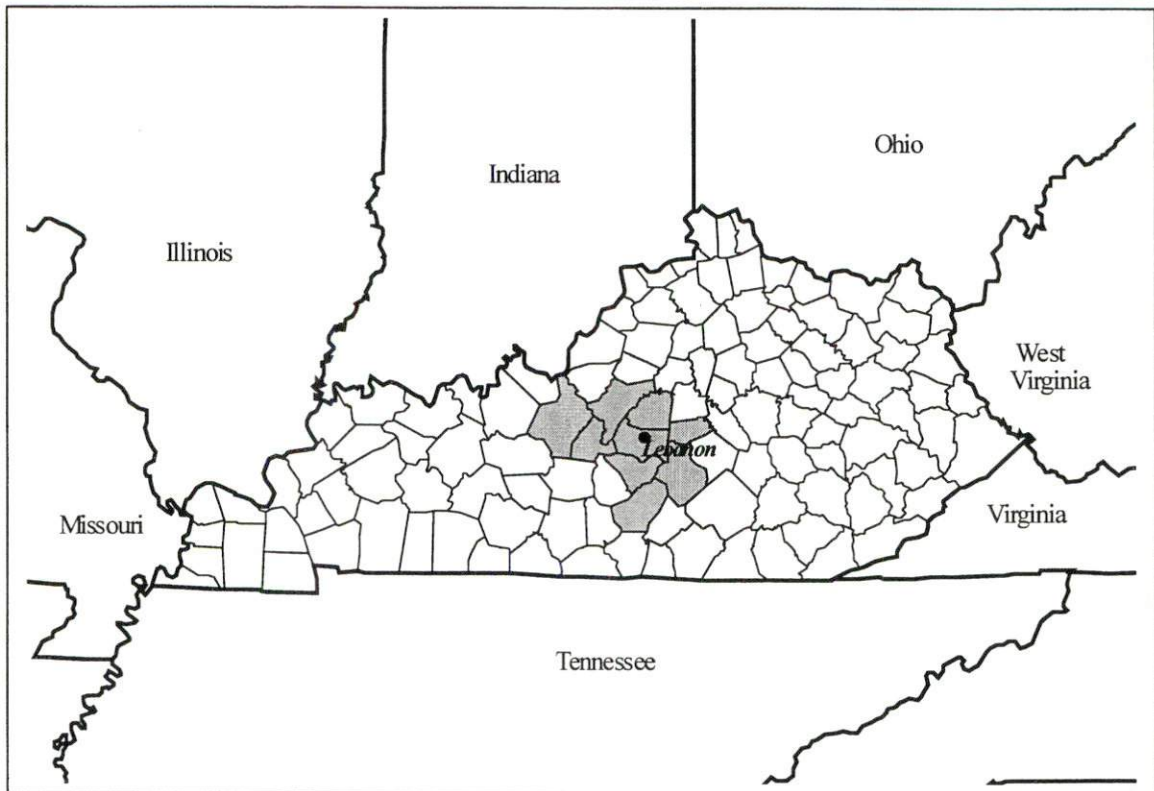 Ohio
Indiana
Illinois
West
Virginia
Lebanon
Missouri
Virginia
Tennessee